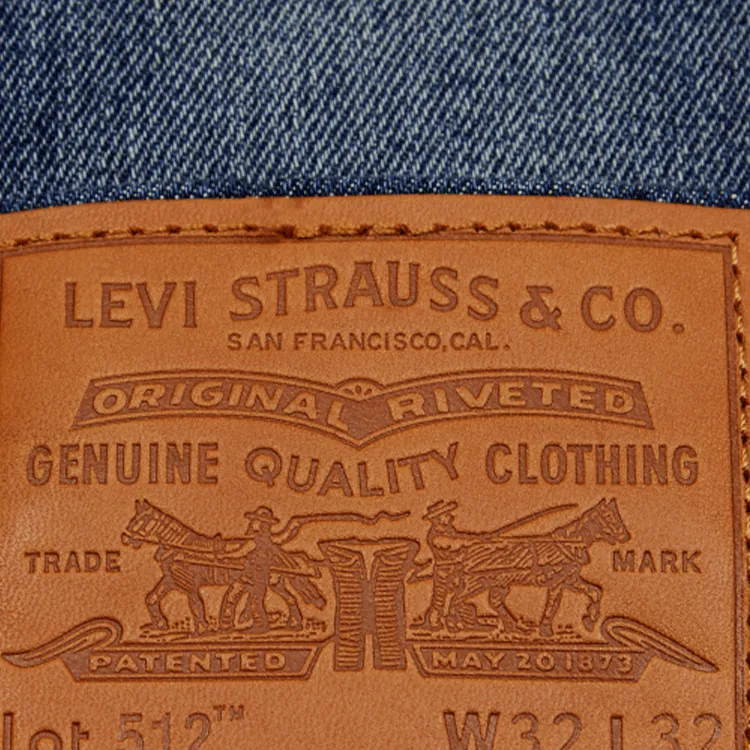 LEVI STRAUSS & CO.
SAN FRANCISCO, CAL.
ORIGINAL RIVETED
GENUINE QUALITY CLOTHING
TRADE MARK
PATENTED MAY 20 1873
lot 512™ W32 L32